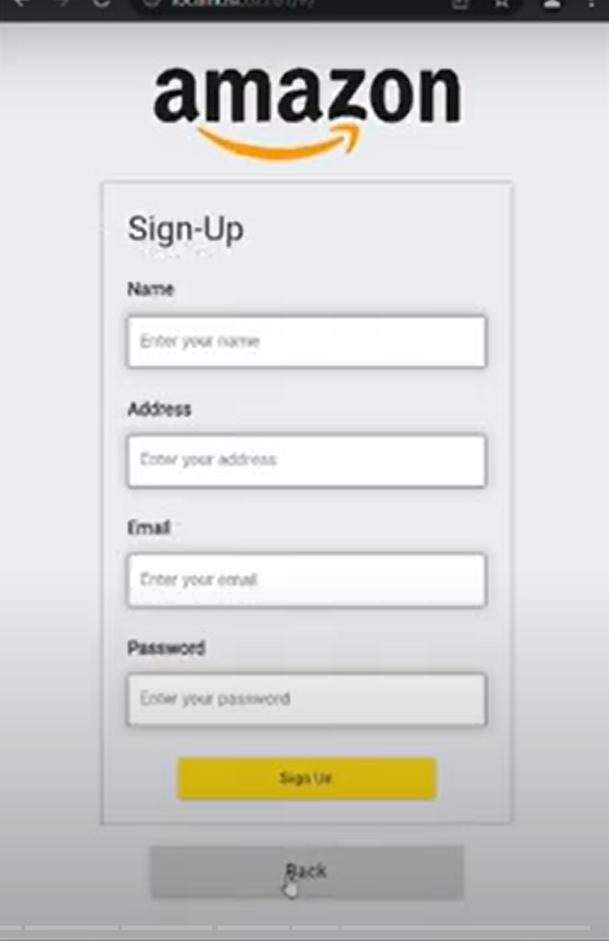 amazon
Sign-Up
Name
Enter your name
Address
Enter your address
Email
Enter your email
Password
Enter your password
Sign Up
Back